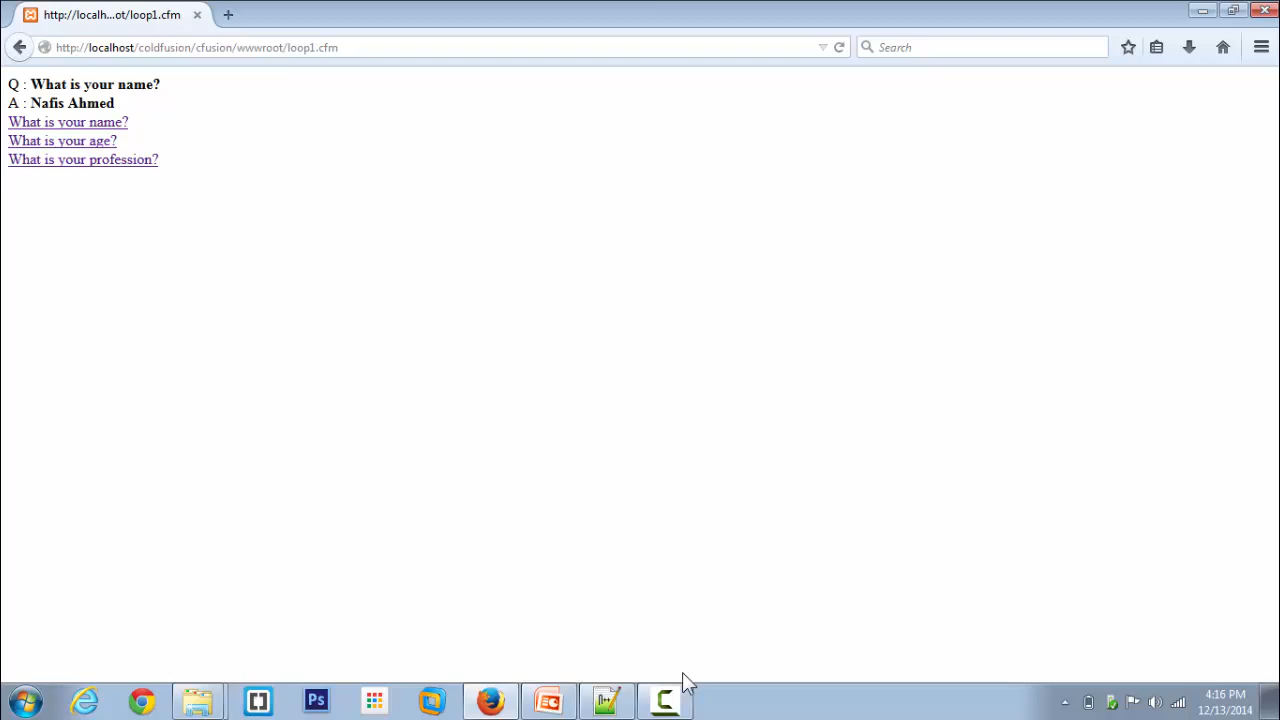 http://localh...ot/loop1.cfm
http://localhost/coldfusion/cfusion/wwwroot/loop1.cfm
Search
Q : What is your name?
A : Nafis Ahmed
What is your name?
What is your age?
What is your profession?
Ps
4:16 PM
12/13/2014